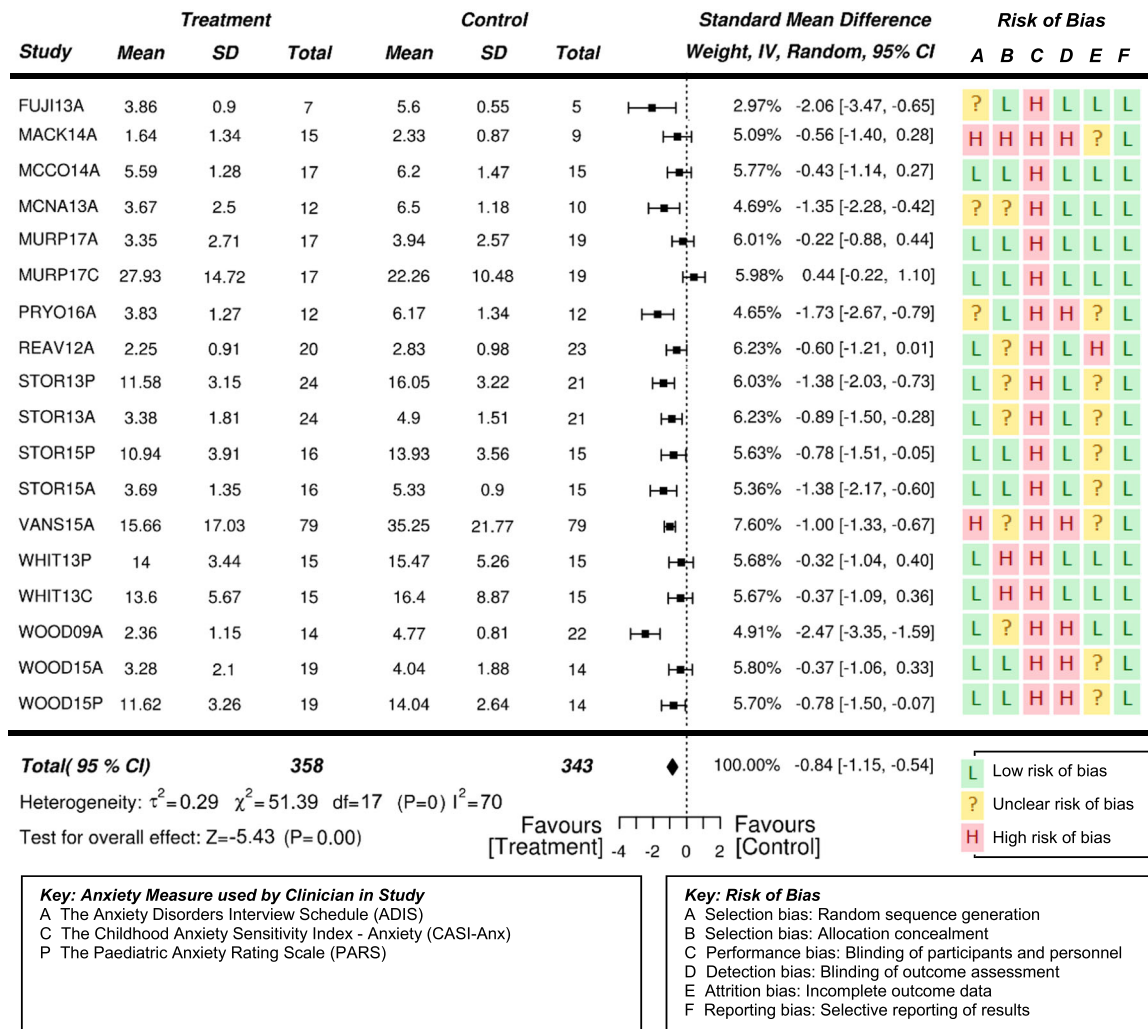 Treatment Control Standard Mean Difference Risk of Bias
Study Mean SD Total Mean SD Total Weight, IV, Random, 95% CI A B C D E F
FUJI13A 3.86 0.9 7 5.6 0.55 5 2.97% -2.06 [-3.47, -0.65] ? L H L L L
MACK14A 1.64 1.34 15 2.33 0.87 9 5.09% -0.56 [-1.40, 0.28] H H H H ? L
MCCO14A 5.59 1.28 17 6.2 1.47 15 5.77% -0.43 [-1.14, 0.27] L L H L L L
MCNA13A 3.67 2.5 12 6.5 1.18 10 4.69% -1.35 [-2.28, -0.42] ? ? H L L L
MURP17A 3.35 2.71 17 3.94 2.57 19 6.01% -0.22 [-0.88, 0.44] L L H L L L
MURP17C 27.93 14.72 17 22.26 10.48 19 5.98% 0.44 [-0.22, 1.10] L L H L L L
PRYO16A 3.83 1.27 12 6.17 1.34 12 4.65% -1.73 [-2.67, -0.79] ? L H H ? L
REAV12A 2.25 0.91 20 2.83 0.98 23 6.23% -0.60 [-1.21, 0.01] L ? H L H L
STOR13P 11.58 3.15 24 16.05 3.22 21 6.03% -1.38 [-2.03, -0.73] L ? H L ? L
STOR13A 3.38 1.81 24 4.9 1.51 21 6.23% -0.89 [-1.50, -0.28] L ? H L ? L
STOR15P 10.94 3.91 16 13.93 3.56 15 5.63% -0.78 [-1.51, -0.05] L L H L ? L
STOR15A 3.69 1.35 16 5.33 0.9 15 5.36% -1.38 [-2.17, -0.60] L L H L ? L
VANS15A 15.66 17.03 79 35.25 21.77 79 7.60% -1.00 [-1.33, -0.67] H ? H H ? L
WHIT13P 14 3.44 15 15.47 5.26 15 5.68% -0.32 [-1.04, 0.40] L H H L L L
WHIT13C 13.6 5.67 15 16.4 8.87 15 5.67% -0.37 [-1.09, 0.36] L H H L L L
WOOD09A 2.36 1.15 14 4.77 0.81 22 4.91% -2.47 [-3.35, -1.59] L ? H H L L
WOOD15A 3.28 2.1 19 4.04 1.88 14 5.80% -0.37 [-1.06, 0.33] L L H H ? L
WOOD15P 11.62 3.26 19 14.04 2.64 14 5.70% -0.78 [-1.50, -0.07] L L H H ? L
Total( 95 % CI) 358 343 100.00% -0.84 [-1.15, -0.54]
Heterogeneity: τ²=0.29 χ²=51.39 df=17 (P=0) I²=70
Test for overall effect: Z=-5.43 (P=0.00)
Favours [Treatment]
-4 -2 0 2
Favours [Control]
L Low risk of bias
? Unclear risk of bias
H High risk of bias
Key: Anxiety Measure used by Clinician in Study
A The Anxiety Disorders Interview Schedule (ADIS)
C The Childhood Anxiety Sensitivity Index - Anxiety (CASI-Anx)
P The Paediatric Anxiety Rating Scale (PARS)
Key: Risk of Bias
A Selection bias: Random sequence generation
B Selection bias: Allocation concealment
C Performance bias: Blinding of participants and personnel
D Detection bias: Blinding of outcome assessment
E Attrition bias: Incomplete outcome data
F Reporting bias: Selective reporting of results